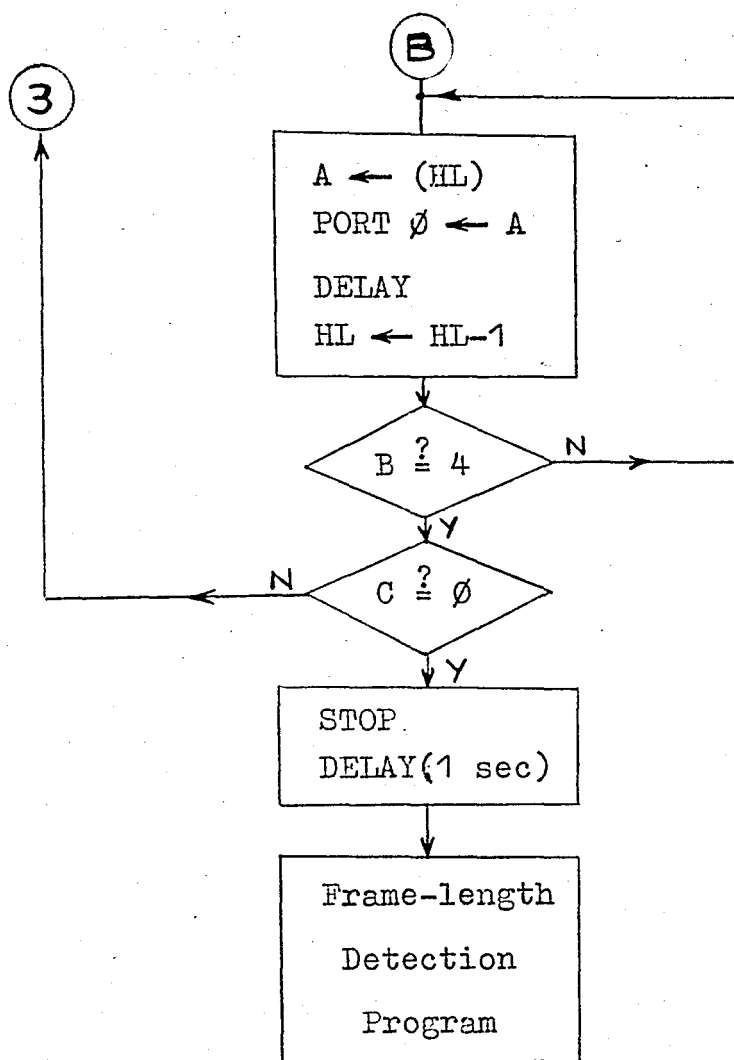 B
3
A ← (HL)
PORT Ø ← A
DELAY
HL ← HL-1
B ≟ 4
N
Y
C ≟ Ø
N
Y
STOP.
DELAY(1 sec)
Frame-length
Detection
Program